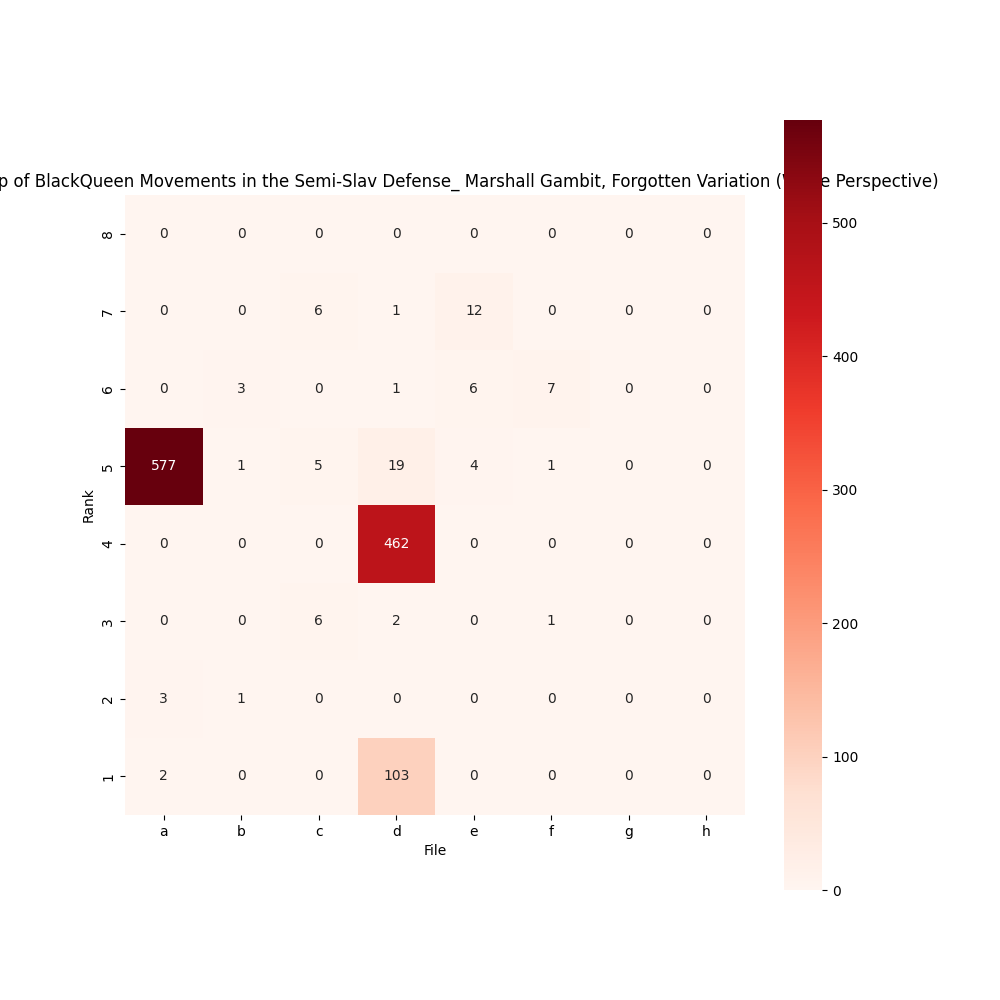 p of BlackQueen Movements in the Semi-Slav Defense_ Marshall Gambit, Forgotten Variation ( e Perspective)
8 0 0 0 0 0 0 0 0
7 0 0 6 1 12 0 0 0
6 0 3 0 1 6 7 0 0
5 577 1 5 19 4 1 0 0
4 0 0 0 462 0 0 0 0
3 0 0 6 2 0 1 0 0
2 3 1 0 0 0 0 0 0
1 2 0 0 103 0 0 0 0
a b c d e f g h
File
Rank
500
400
300
200
100
0